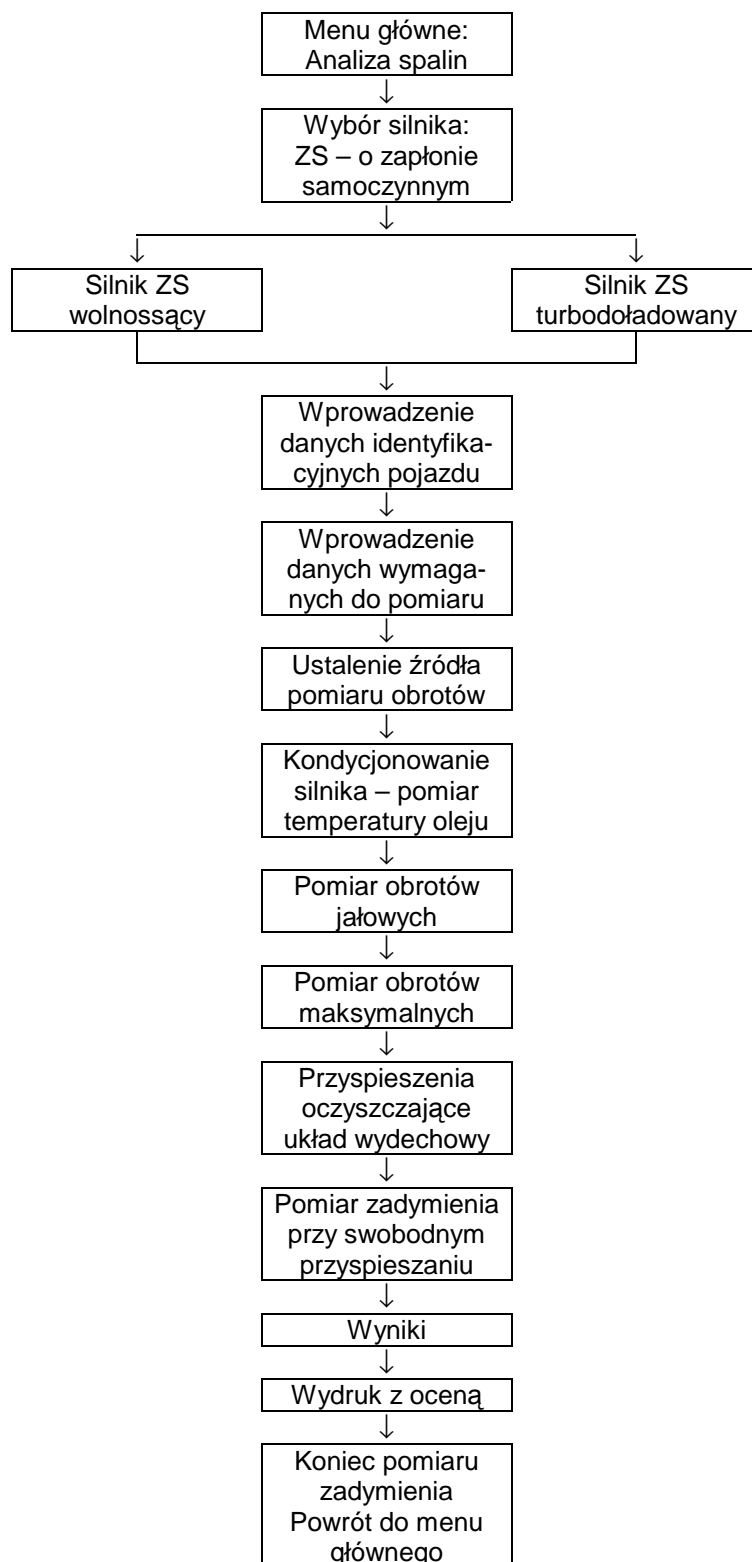 Menu główne:
Analiza spalin
↓
Wybór silnika:
ZS – o zapłonie
samoczynnym
↓
↓ ↓
Silnik ZS
wolnossący
Silnik ZS
turbodoładowany
↓
Wprowadzenie
danych identyfika-
cyjnych pojazdu
↓
Wprowadzenie
danych wymaga-
nych do pomiaru
↓
Ustalenie źródła
pomiaru obrotów
↓
Kondycjonowanie
silnika – pomiar
temperatury oleju
↓
Pomiar obrotów
jałowych
↓
Pomiar obrotów
maksymalnych
↓
Przyspieszenia
oczyszczające
układ wydechowy
↓
Pomiar zadymienia
przy swobodnym
przyspieszaniu
↓
Wyniki
↓
Wydruk z oceną
↓
Koniec pomiaru
zadymienia
Powrót do menu
głównego